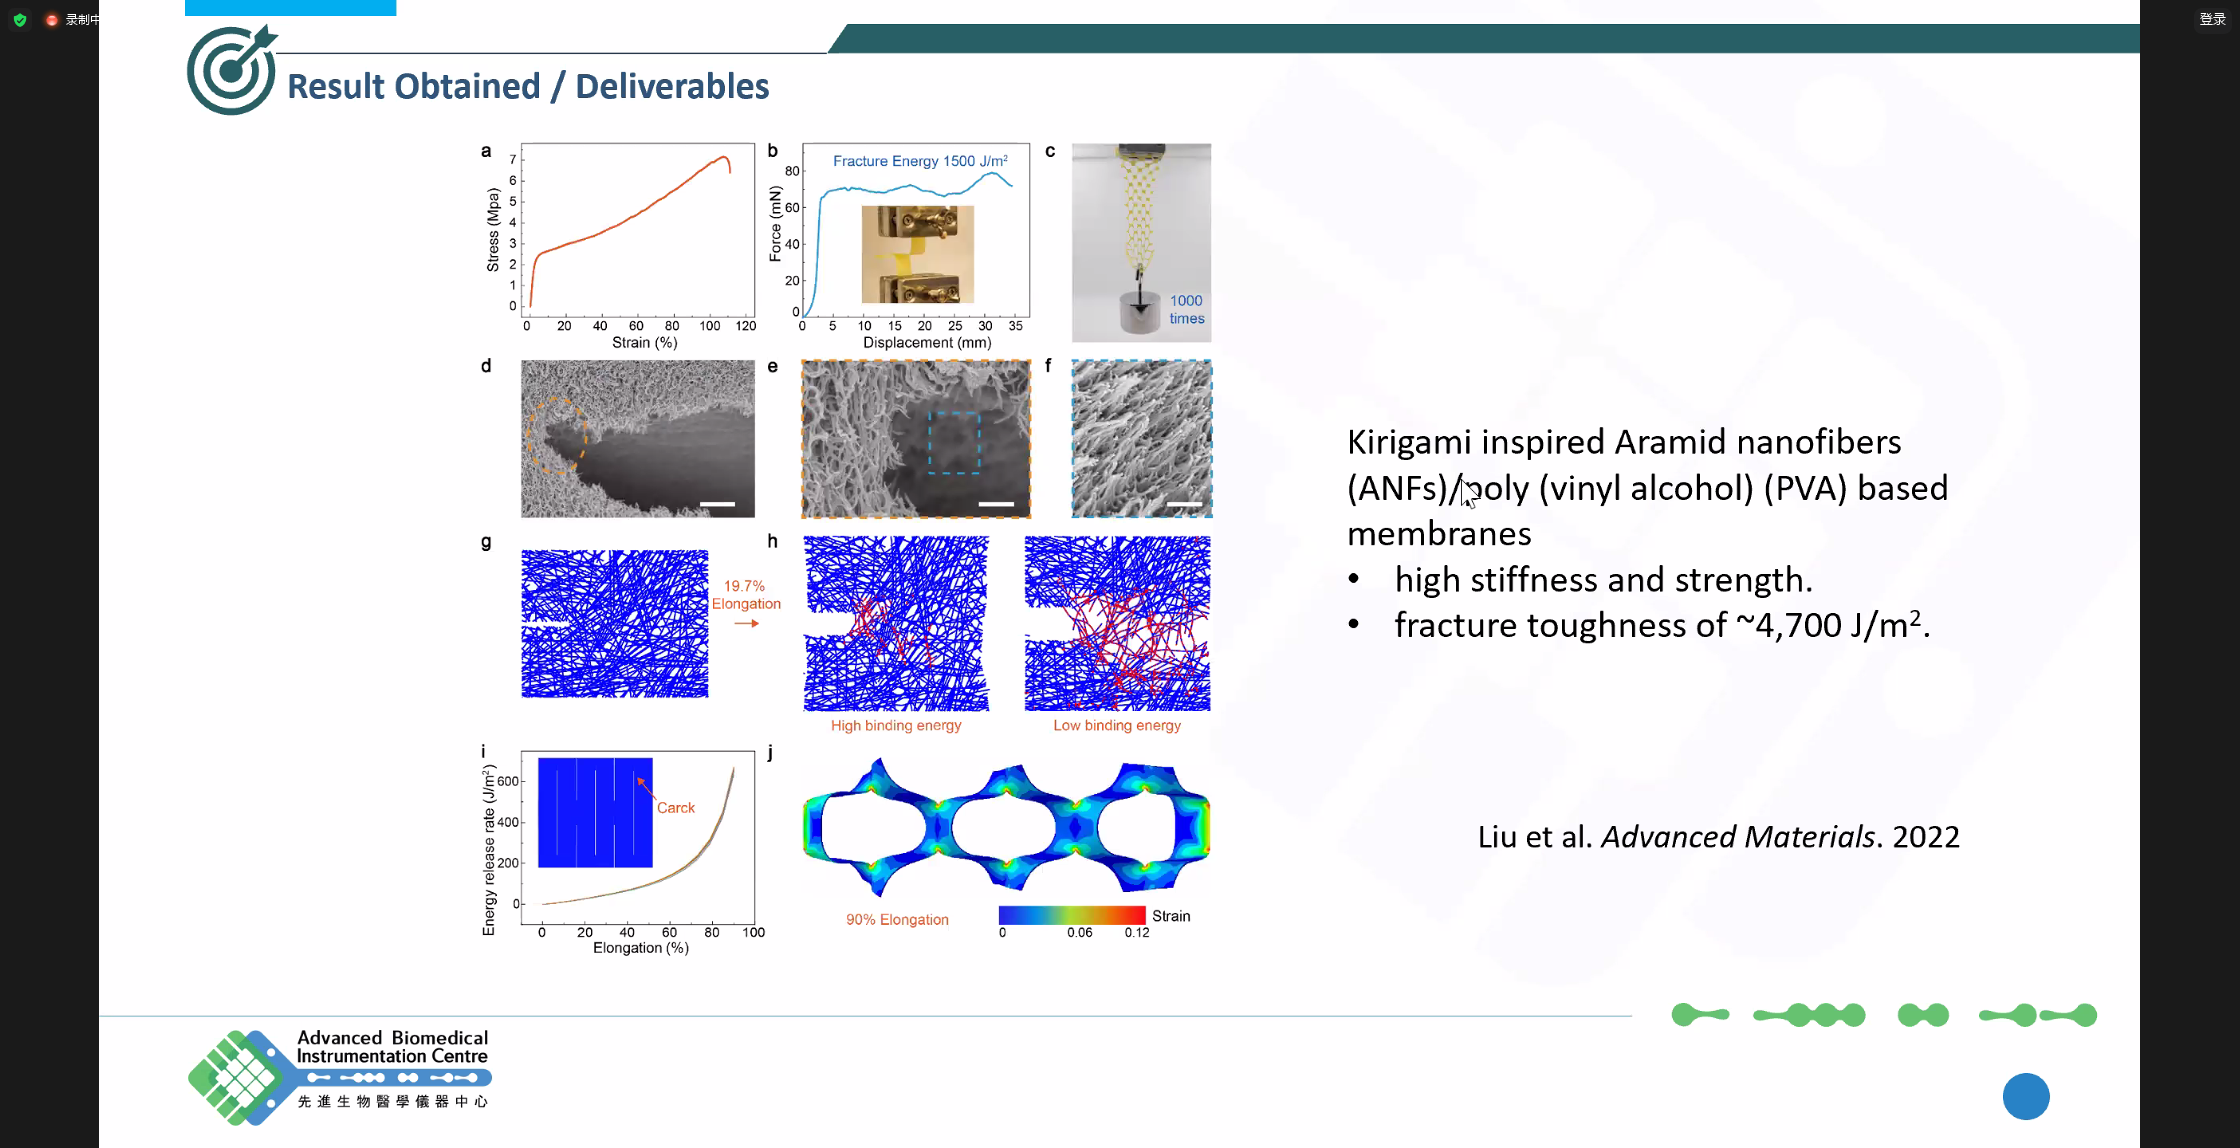 录制中
登录
Result Obtained / Deliverables
a
Stress (Mpa)
7
6
5
4
3
2
1
0
0 20 40 60 80 100 120
Strain (%)
b
Fracture Energy 1500 J/m²
Force (mN)
80
60
40
20
0
0 5 10 15 20 25 30 35
Displacement (mm)
c
1000
times
d
e
f
g
19.7%
Elongation
h
High binding energy
Low binding energy
i
Energy release rate (J/m²)
600
400
200
0
Carck
0 20 40 60 80 100
Elongation (%)
j
90% Elongation
Strain
0 0.06 0.12
Kirigami inspired Aramid nanofibers
(ANFs)/poly (vinyl alcohol) (PVA) based
membranes
• high stiffness and strength.
• fracture toughness of ~4,700 J/m².
Liu et al. Advanced Materials. 2022
Advanced Biomedical
Instrumentation Centre
先進生物醫學儀器中心